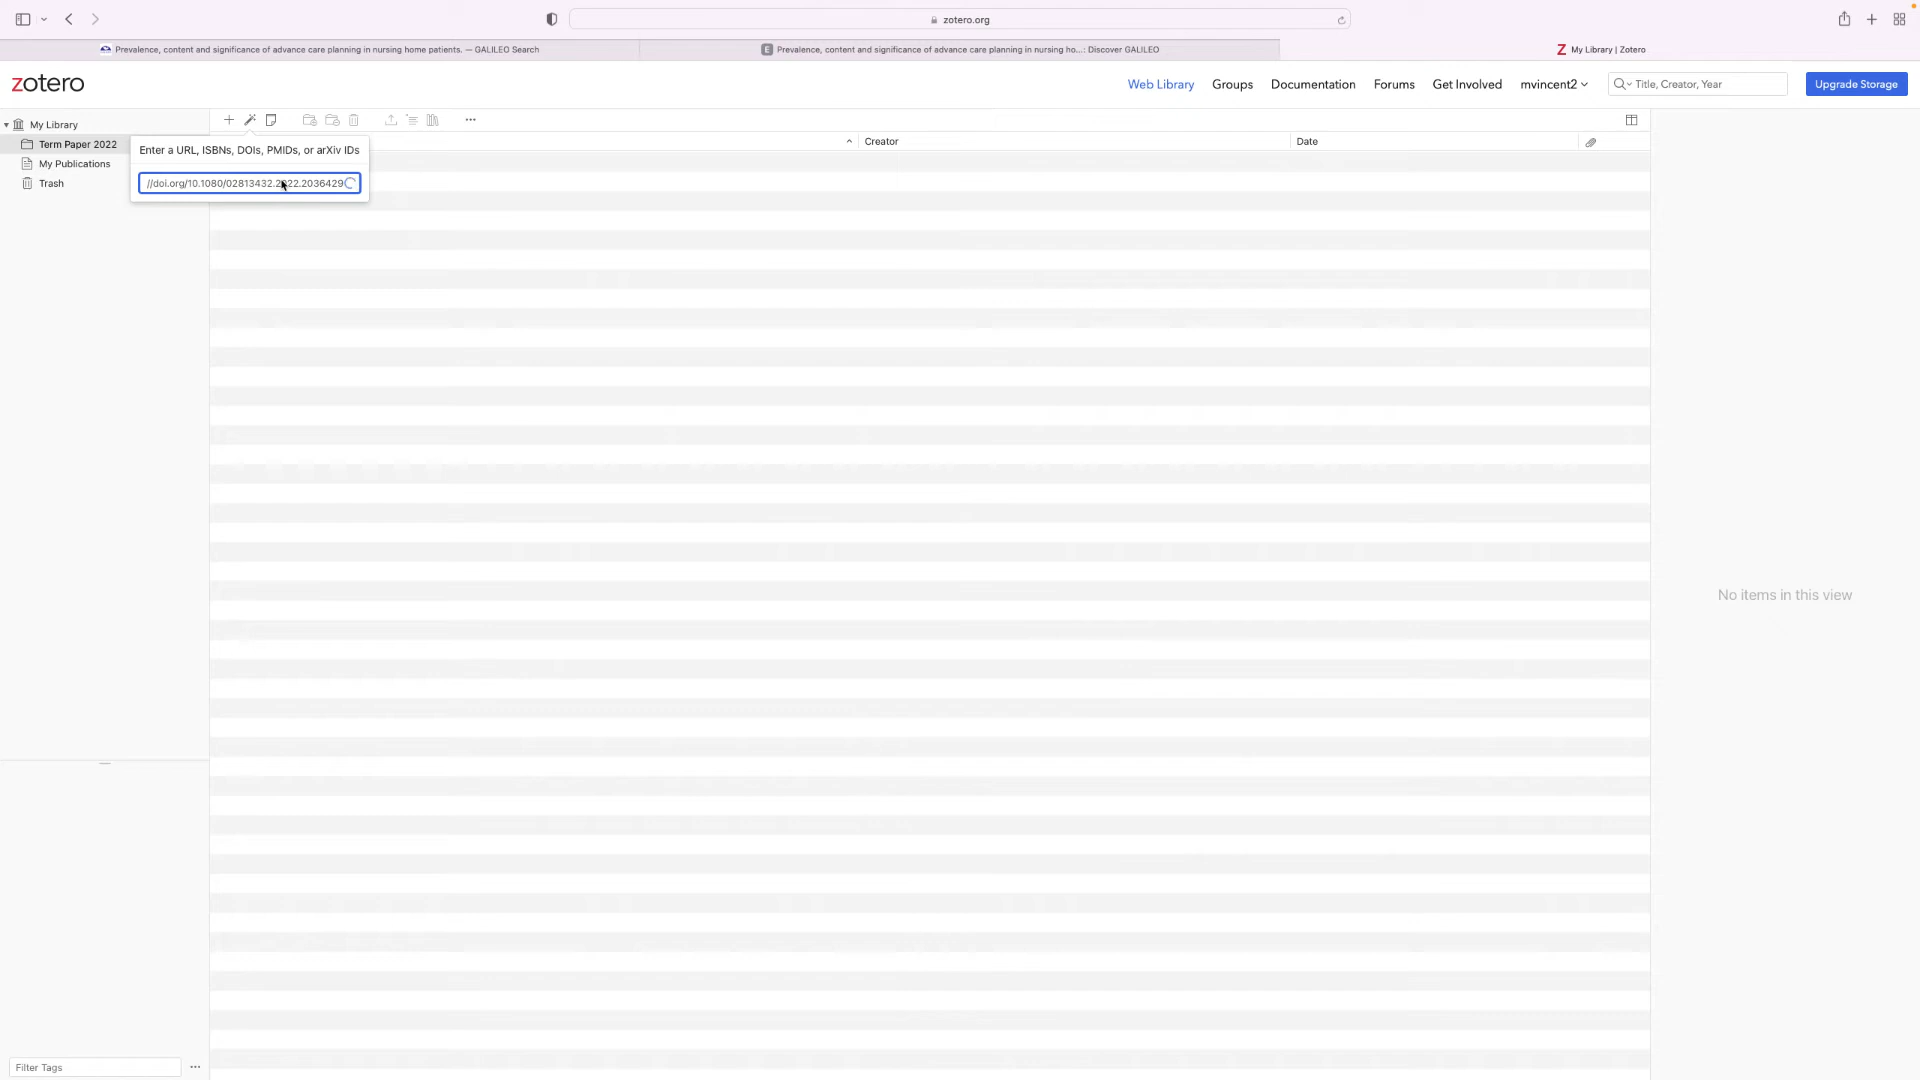 zotero.org
Prevalence, content and significance of advance care planning in nursing home patients. — GALILEO Search
E Prevalence, content and significance of advance care planning in nursing ho...: Discover GALILEO
Z My Library | Zotero
zotero
Web Library Groups Documentation Forums Get Involved mvincent2 Title, Creator, Year Upgrade Storage
My Library
Term Paper 2022
My Publications
Trash
Enter a URL, ISBNs, DOIs, PMIDs, or arXiv IDs
//doi.org/10.1080/02813432.2022.2036429
Creator Date
No items in this view
Filter Tags